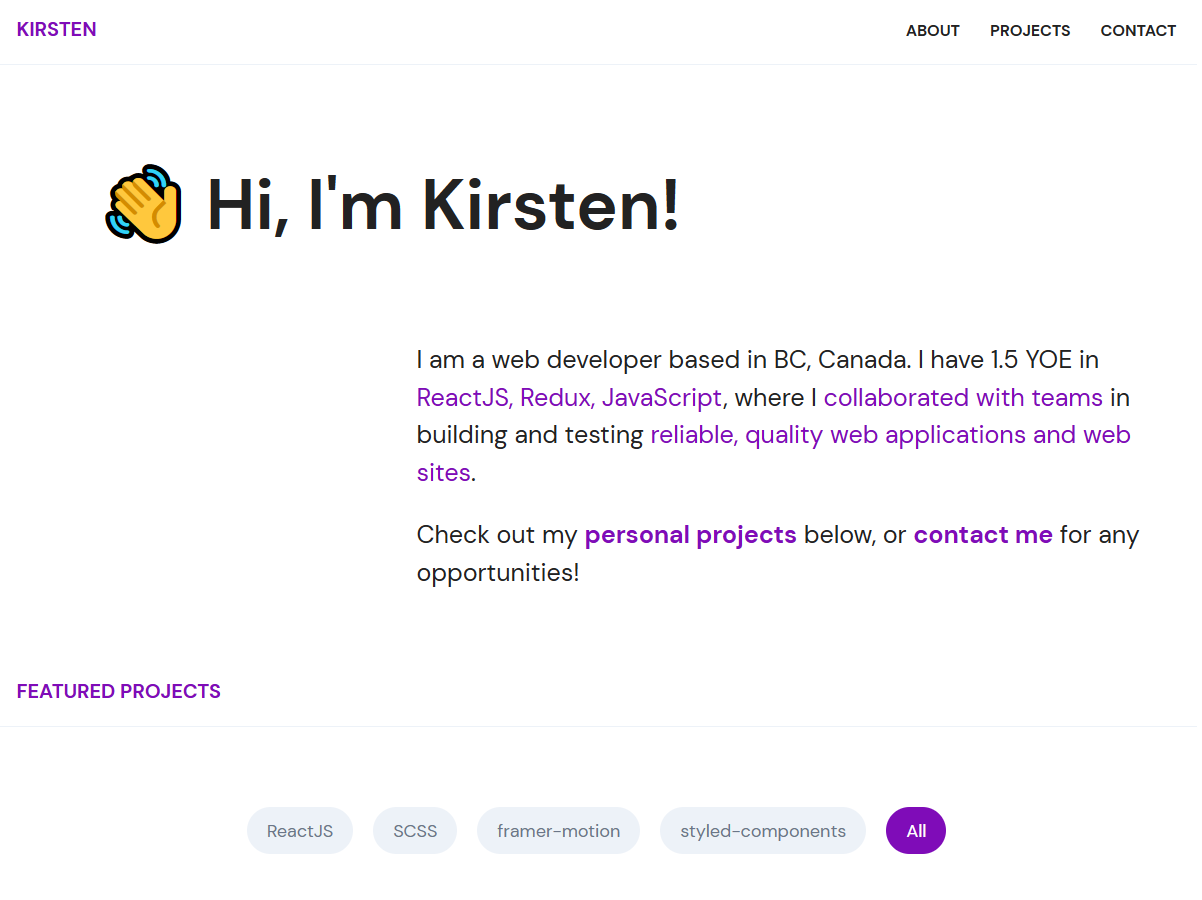 KIRSTEN
ABOUT PROJECTS CONTACT
Hi, I'm Kirsten!
I am a web developer based in BC, Canada. I have 1.5 YOE in
ReactJS, Redux, JavaScript, where I collaborated with teams in
building and testing reliable, quality web applications and web
sites.
Check out my personal projects below, or contact me for any
opportunities!
FEATURED PROJECTS
ReactJS SCSS framer-motion styled-components All